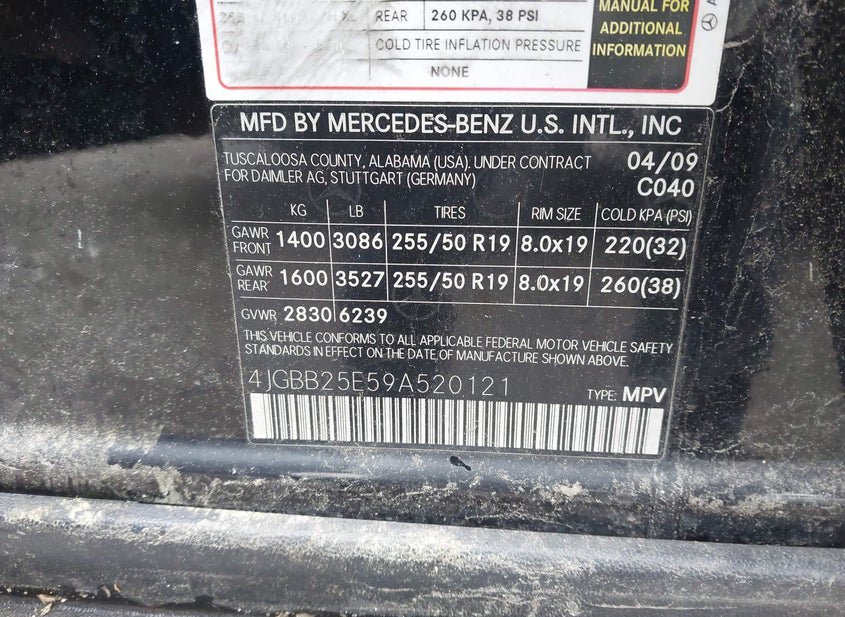 REAR 260 KPA, 38 PSI
COLD TIRE INFLATION PRESSURE
NONE
MANUAL FOR
ADDITIONAL
INFORMATION
MFD BY MERCEDES-BENZ U.S. INTL., INC
TUSCALOOSA COUNTY, ALABAMA (USA), UNDER CONTRACT 04/09
FOR DAIMLER AG, STUTTGART (GERMANY) C040
KG LB TIRES RIM SIZE COLD KPA (PSI)
GAWR FRONT 1400 3086 255/50 R19 8.0x19 220(32)
GAWR REAR 1600 3527 255/50 R19 8.0x19 260(38)
GVWR 2830 6239
THIS VEHICLE CONFORMS TO ALL APPLICABLE FEDERAL MOTOR VEHICLE SAFETY
STANDARDS IN EFFECT ON THE DATE OF MANUFACTURE SHOWN ABOVE.
4JGBB25E59A520121 TYPE: MPV